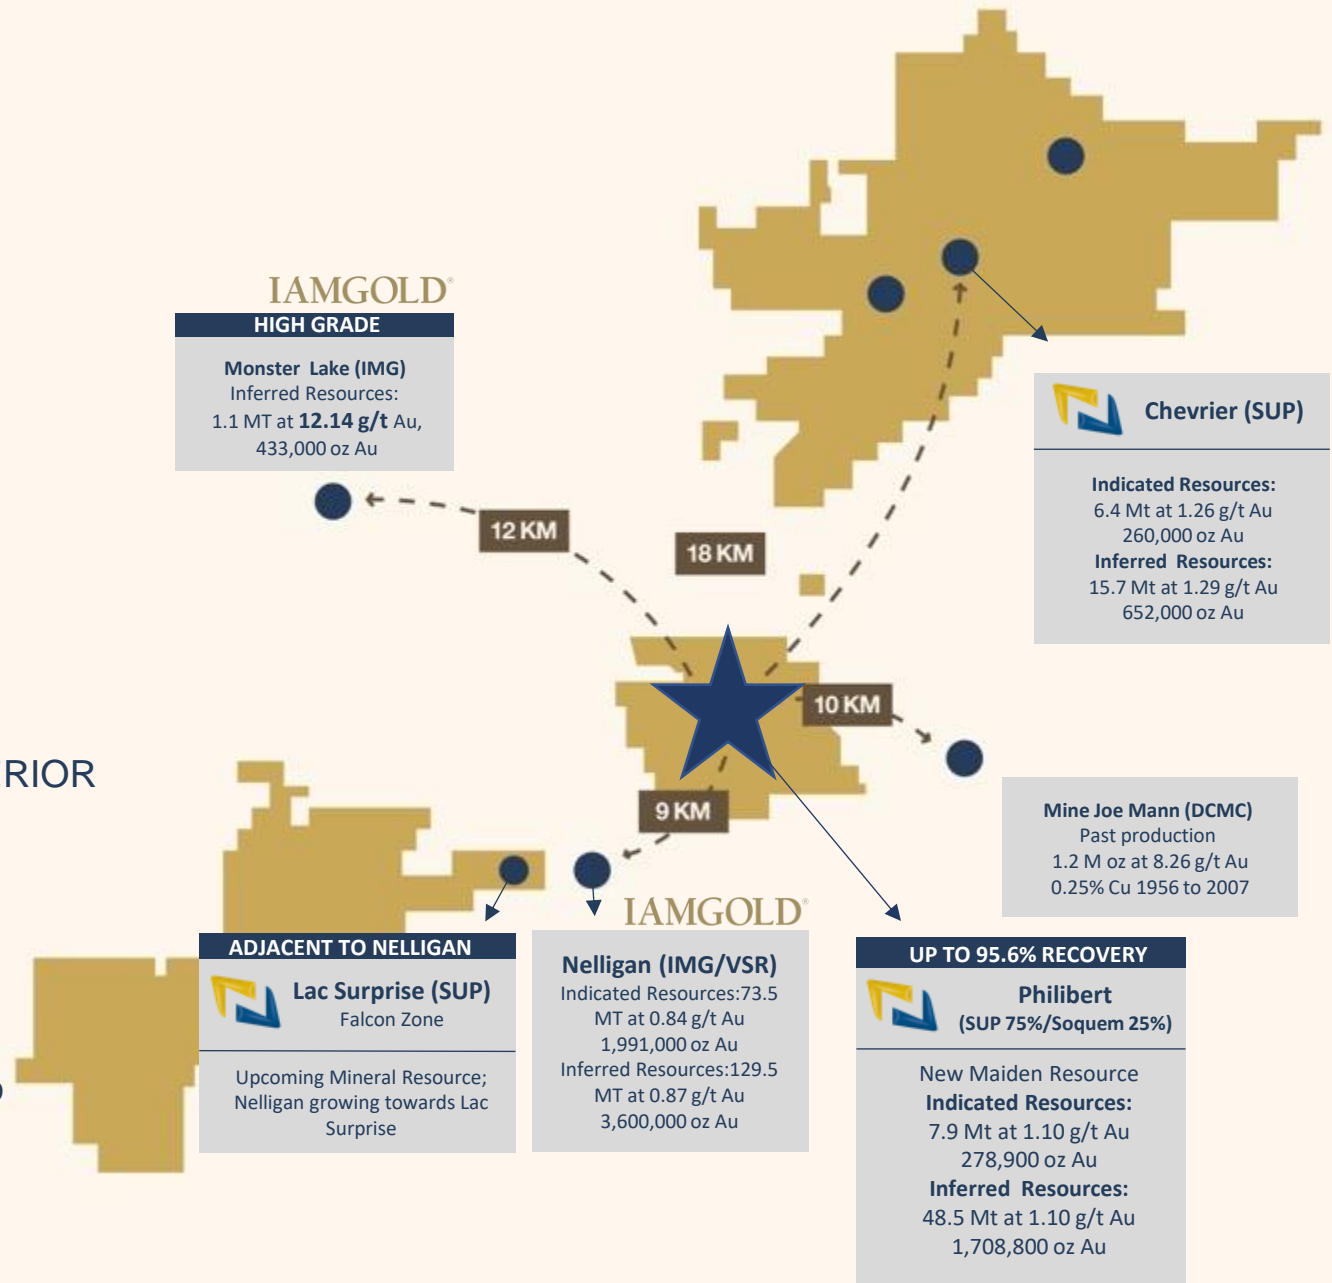 IAMGOLD®
HIGH GRADE
Monster Lake (IMG)
Inferred Resources:
1.1 MT at 12.14 g/t Au,
433,000 oz Au
12 KM
18 KM
Chevrier (SUP)
Indicated Resources:
6.4 Mt at 1.26 g/t Au
260,000 oz Au
Inferred Resources:
15.7 Mt at 1.29 g/t Au
652,000 oz Au
10 KM
RIOR
9 KM
Mine Joe Mann (DCMC)
Past production
1.2 M oz at 8.26 g/t Au
0.25% Cu 1956 to 2007
IAMGOLD®
ADJACENT TO NELLIGAN
Lac Surprise (SUP)
Falcon Zone
Upcoming Mineral Resource;
Nelligan growing towards Lac
Surprise
Nelligan (IMG/VSR)
Indicated Resources:73.5
MT at 0.84 g/t Au
1,991,000 oz Au
Inferred Resources:129.5
MT at 0.87 g/t Au
3,600,000 oz Au
UP TO 95.6% RECOVERY
Philibert
(SUP 75%/Soquem 25%)
New Maiden Resource
Indicated Resources:
7.9 Mt at 1.10 g/t Au
278,900 oz Au
Inferred Resources:
48.5 Mt at 1.10 g/t Au
1,708,800 oz Au